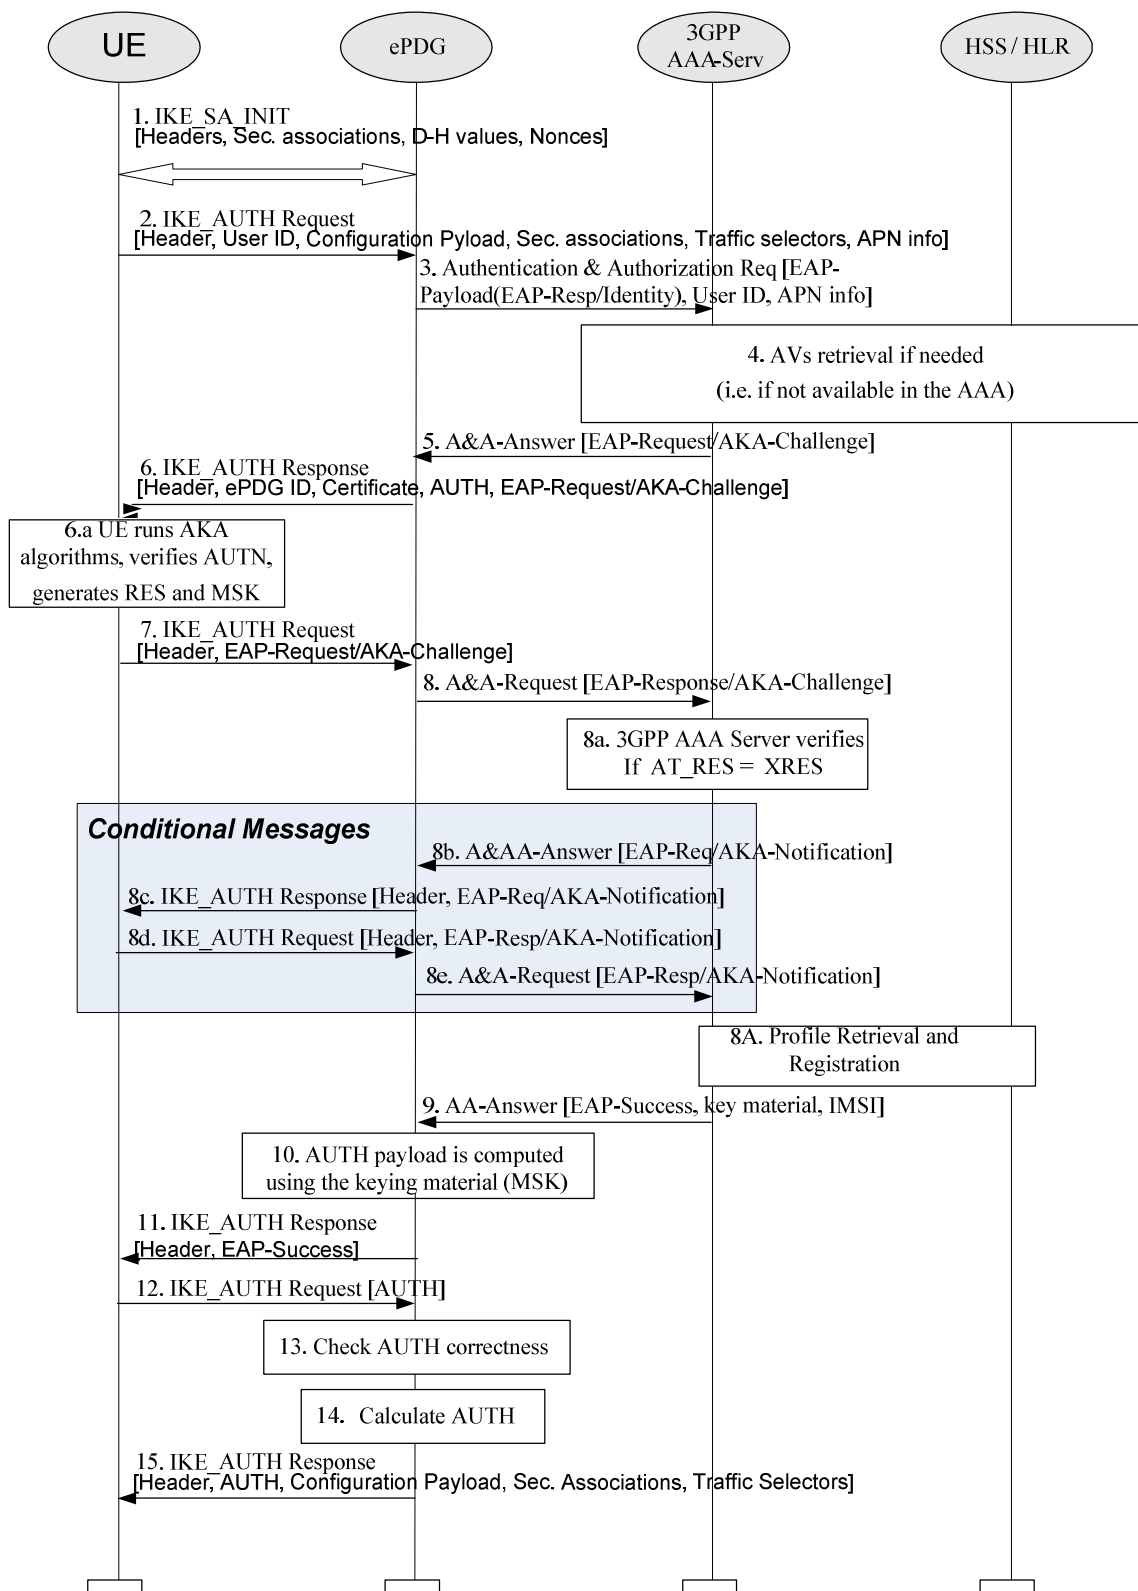 UE
ePDG
3GPP
AAA-Serv
HSS / HLR
1. IKE_SA_INIT
[Headers, Sec. associations, D-H values, Nonces]
2. IKE_AUTH Request
[Header, User ID, Configuration Pyload, Sec. associations, Traffic selectors, APN info]
3. Authentication & Authorization Req [EAP-
Payload(EAP-Resp/Identity), User ID, APN info]
4. AVs retrieval if needed
(i.e. if not available in the AAA)
5. A&A-Answer [EAP-Request/AKA-Challenge]
6. IKE_AUTH Response
[Header, ePDG ID, Certificate, AUTH, EAP-Request/AKA-Challenge]
6.a UE runs AKA
algorithms, verifies AUTN,
generates RES and MSK
7. IKE_AUTH Request
[Header, EAP-Request/AKA-Challenge]
8. A&A-Request [EAP-Response/AKA-Challenge]
8a. 3GPP AAA Server verifies
If AT_RES = XRES
Conditional Messages
8b. A&AA-Answer [EAP-Req/AKA-Notification]
8c. IKE_AUTH Response [Header, EAP-Req/AKA-Notification]
8d. IKE_AUTH Request [Header, EAP-Resp/AKA-Notification]
8e. A&A-Request [EAP-Resp/AKA-Notification]
8A. Profile Retrieval and
Registration
9. AA-Answer [EAP-Success, key material, IMSI]
10. AUTH payload is computed
using the keying material (MSK)
11. IKE_AUTH Response
[Header, EAP-Success]
12. IKE_AUTH Request [AUTH]
13. Check AUTH correctness
14. Calculate AUTH
15. IKE_AUTH Response
[Header, AUTH, Configuration Payload, Sec. Associations, Traffic Selectors]